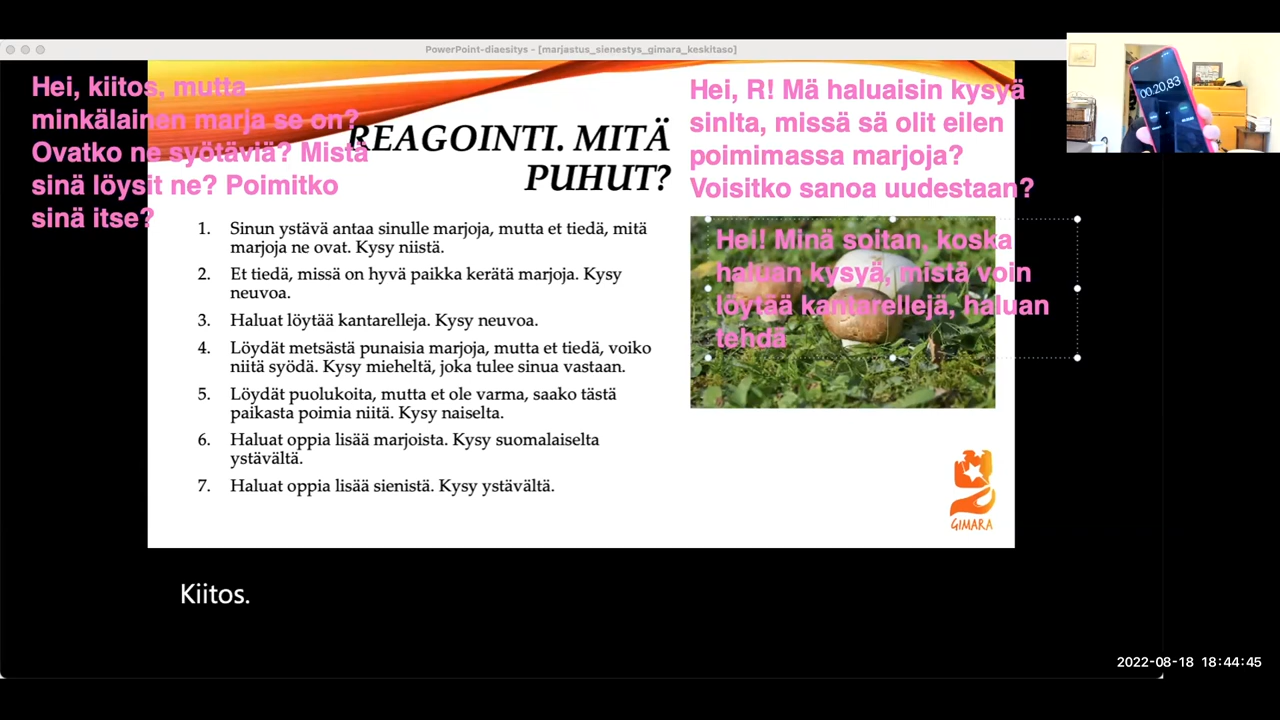 PowerPoint-diaesitys - [marjastus_sienestys_gimara_keskitaso]
Hei, kiitos, mutta
minkälainen marja se on?
Ovatko ne syötäviä? Mistä
sinä löysit ne? Poimitko
sinä itse?
REAGOINTI. MITÄ
PUHUT?
Hei, R! Mä haluaisin kysyä
sinlta, missä sä olit eilen
poimimassa marjoja?
Voisitko sanoa uudestaan?
00:20,83
1. Sinun ystävä antaa sinulle marjoja, mutta et tiedä, mitä
marjoja ne ovat. Kysy niistä.
2. Et tiedä, missä on hyvä paikka kerätä marjoja. Kysy
neuvoa.
3. Haluat löytää kantarelleja. Kysy neuvoa.
4. Löydät metsästä punaisia marjoja, mutta et tiedä, voiko
niitä syödä. Kysy mieheltä, joka tulee sinua vastaan.
5. Löydät puolukoita, mutta et ole varma, saako tästä
paikasta poimia niitä. Kysy naiselta.
6. Haluat oppia lisää marjoista. Kysy suomalaiselta
ystävältä.
7. Haluat oppia lisää sienistä. Kysy ystävältä.
Hei! Minä soitan, koska
haluan kysyä, mistä voin
löytää kantarellejä, haluan
tehdä
GIMARA
Kiitos.
2022-08-18 18:44:45